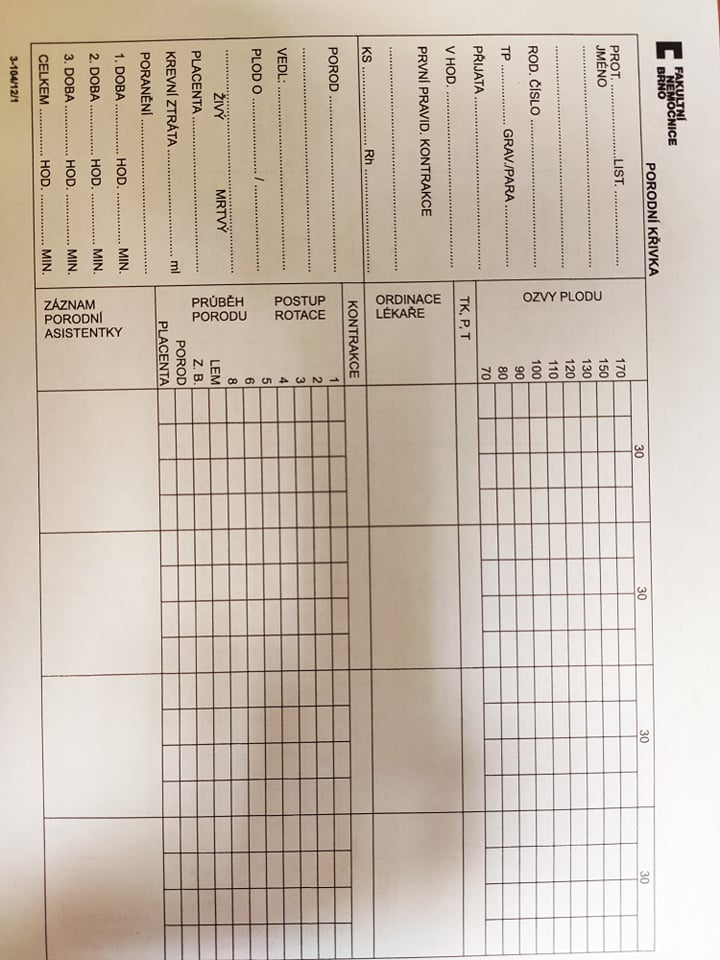 FAKULTNÍ
NEMOCNICE
BRNO
PORODNÍ KŘIVKA
PROT. .................... LIST. ....................
JMÉNO
ROD. ČÍSLO ....................
TP .......... GRAV./PARA ....................
PŘIJATA ....................
V HOD. ....................
PRVNÍ PRAVID. KONTRAKCE
....................
KS .................... Rh ....................
POROD ....................
....................
VEDL: ....................
PLOD O .................... / ....................
....................
ŽIVÝ MRTVÝ
PLACENTA ....................
KREVNÍ ZTRÁTA .................... ml
PORANĚNÍ ....................
1. DOBA .......... HOD. .......... MIN.
2. DOBA .......... HOD. .......... MIN.
3. DOBA .......... HOD. .......... MIN.
CELKEM .......... HOD. .......... MIN.
3-104/12/1
30 30 30 30
OZVY PLODU
170
150
130
120
110
100
90
80
70
TK, P, T
ORDINACE
LÉKAŘE
KONTRAKCE
POSTUP
ROTACE
1
2
3
4
5
6
8
PRŮBĚH
PORODU
LEM
Z. B.
POROD
PLACENTA
ZÁZNAM
PORODNÍ
ASISTENTKY